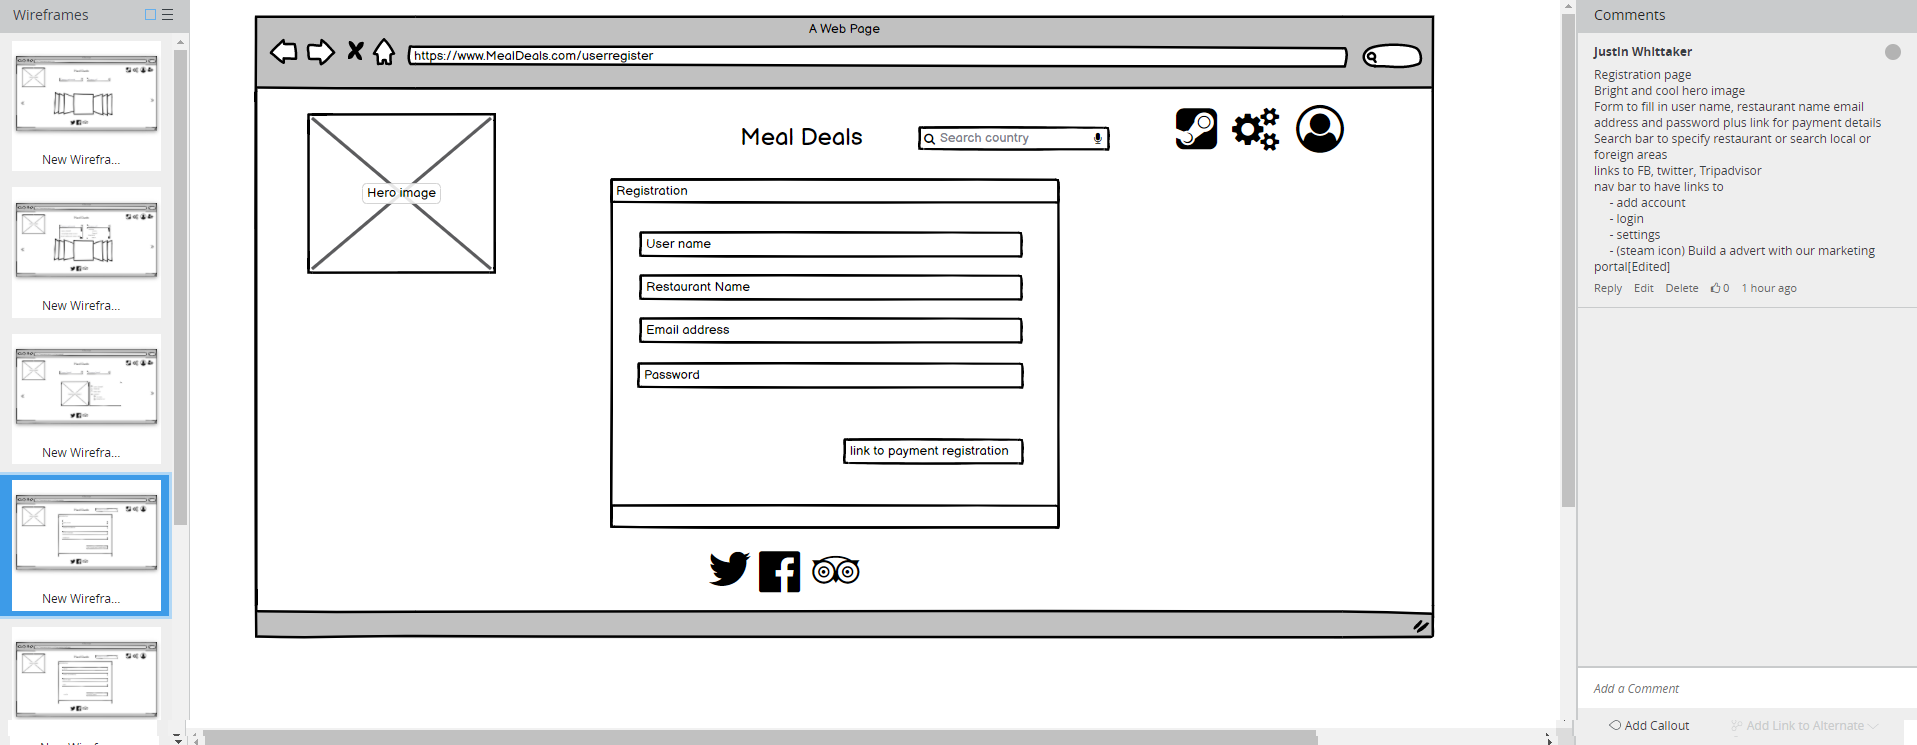 Wireframes
New Wirefra...
New Wirefra...
New Wirefra...
New Wirefra...
A Web Page
https://www.MealDeals.com/userregister
Hero image
Meal Deals
Search country
Registration
User name
Restaurant Name
Email address
Password
link to payment registration
Comments
Justin Whittaker
Registration page
Bright and cool hero image
Form to fill in user name, restaurant name email
address and password plus link for payment details
Search bar to specify restaurant or search local or
foreign areas
links to FB, twitter, Tripadvisor
nav bar to have links to
- add account
- login
- settings
- (steam icon) Build a advert with our marketing
portal[Edited]
Reply Edit Delete 0 1 hour ago
Add a Comment
Add Callout Add Link to Alternate